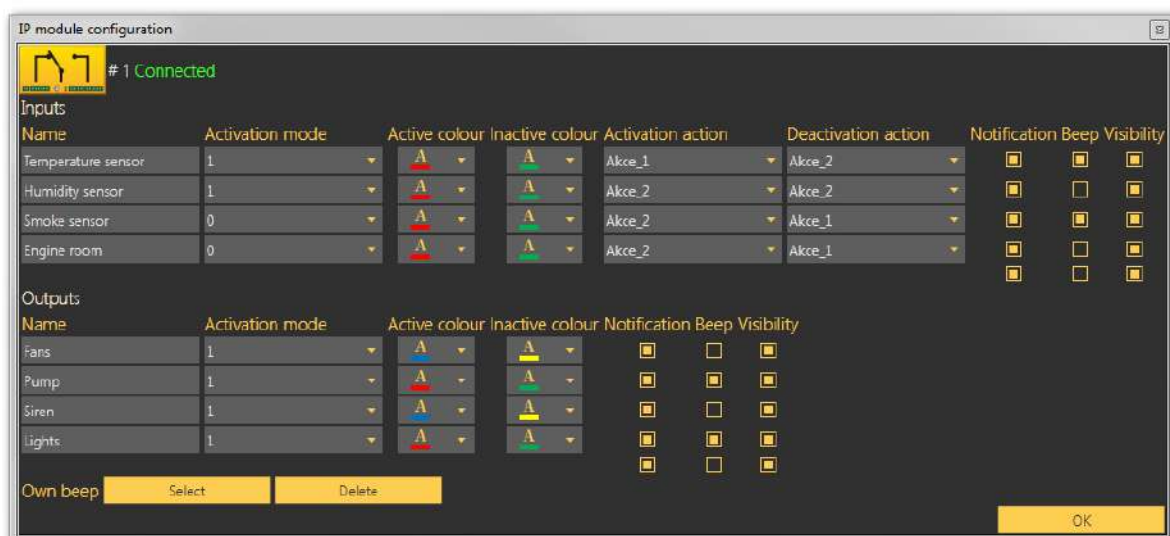 IP module configuration
# 1 Connected
Inputs
Name Activation mode Active colour Inactive colour Activation action Deactivation action Notification Beep Visibility
Temperature sensor 1 A A Akce_1 Akce_2
Humidity sensor 1 A A Akce_2 Akce_2
Smoke sensor 0 A A Akce_2 Akce_1
Engine room 0 A A Akce_2 Akce_1
Outputs
Name Activation mode Active colour Inactive colour Notification Beep Visibility
Fans 1 A A
Pump 1 A A
Siren 1 A A
Lights 1 A A
Own beep Select Delete
OK